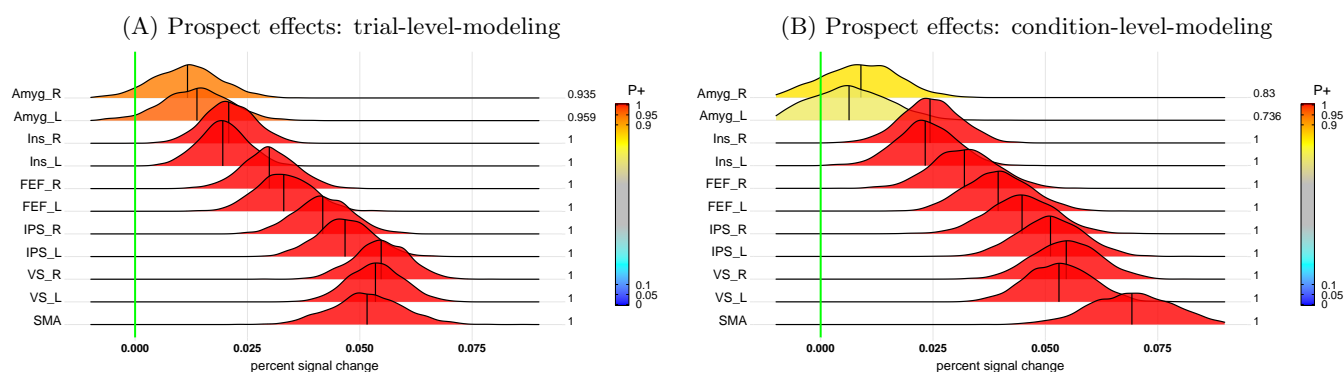 (A) Prospect effects: trial-level-modeling
Amyg_R 0.935
Amyg_L 0.959
Ins_R 1
Ins_L 1
FEF_R 1
FEF_L 1
IPS_R 1
IPS_L 1
VS_R 1
VS_L 1
SMA 1
0.000 0.025 0.050 0.075
percent signal change
P+
1
0.95
0.9
0.1
0.05
0
(B) Prospect effects: condition-level-modeling
Amyg_R 0.83
Amyg_L 0.736
Ins_R 1
Ins_L 1
FEF_R 1
FEF_L 1
IPS_R 1
IPS_L 1
VS_R 1
VS_L 1
SMA 1
0.000 0.025 0.050 0.075
percent signal change
P+
1
0.95
0.9
0.1
0.05
0